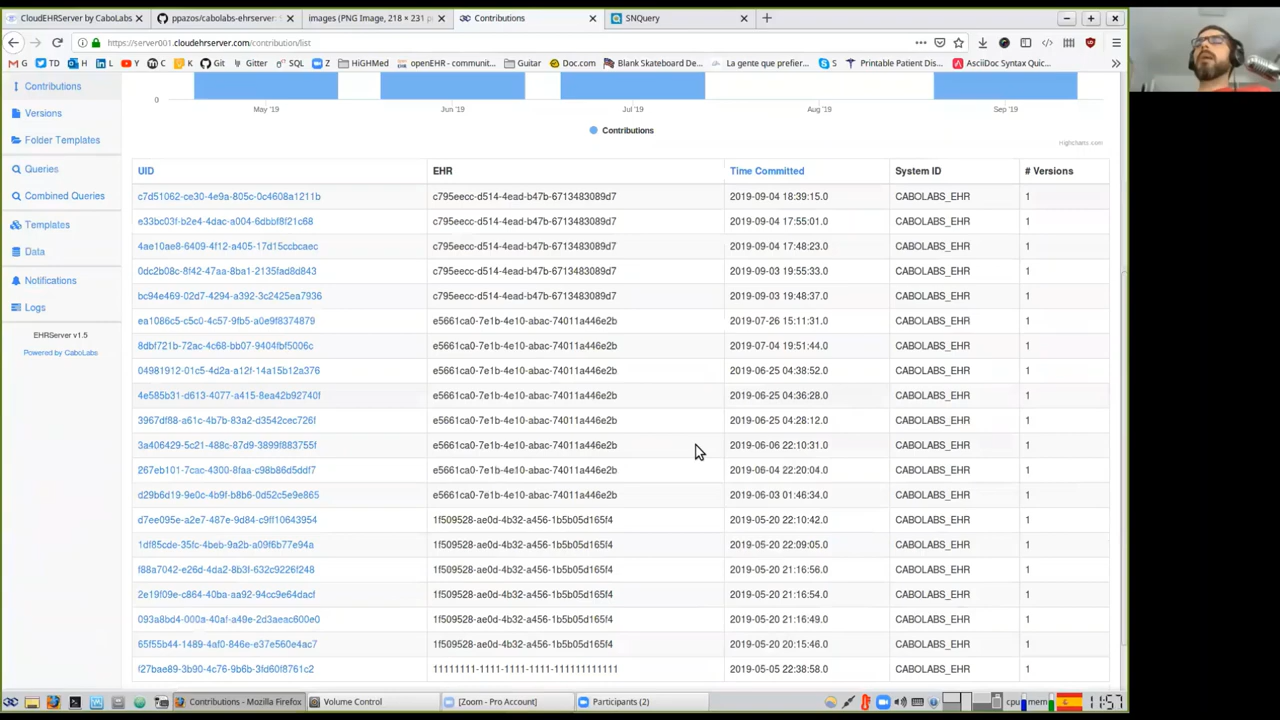 CloudEHRServer by CaboLabs
ppazos/cabolabs-ehrserver:
images (PNG Image, 218 × 231 p
Contributions
SNQuery
https://server001.cloudehrserver.com/contribution/list
G
TD
H
L
Y
C
K
Git
Gitter
SQL
Z
HiGHMed
openEHR - communit...
Guitar
Doc.com
Blank Skateboard De...
La gente que prefier...
S
Printable Patient Dis...
AsciiDoc Syntax Quic...
Contributions
Versions
Folder Templates
Queries
Combined Queries
Templates
Data
Notifications
Logs
EHRServer v1.5
Powered by CaboLabs
0
May '19 Jun '19 Jul '19 Aug '19 Sep '19
Contributions
Highcharts.com
UID EHR Time Committed System ID # Versions
c7d51062-ce30-4e9a-805c-0c4608a1211b c795eecc-d514-4ead-b47b-6713483089d7 2019-09-04 18:39:15.0 CABOLABS_EHR 1
e33bc03f-b2e4-4dac-a004-6dbbf8f21c68 c795eecc-d514-4ead-b47b-6713483089d7 2019-09-04 17:55:01.0 CABOLABS_EHR 1
4ae10ae8-6409-4f12-a405-17d15ccbcaec c795eecc-d514-4ead-b47b-6713483089d7 2019-09-04 17:48:23.0 CABOLABS_EHR 1
0dc2b08c-8f42-47aa-8ba1-2135fad8d843 c795eecc-d514-4ead-b47b-6713483089d7 2019-09-03 19:55:33.0 CABOLABS_EHR 1
bc94e469-02d7-4294-a392-3c2425ea7936 c795eecc-d514-4ead-b47b-6713483089d7 2019-09-03 19:48:37.0 CABOLABS_EHR 1
ea1086c5-c5c0-4c57-9fb5-a0e9f8374879 e5661ca0-7e1b-4e10-abac-74011a446e2b 2019-07-26 15:11:31.0 CABOLABS_EHR 1
8dbf721b-72ac-4c68-bb07-9404fbf5006c e5661ca0-7e1b-4e10-abac-74011a446e2b 2019-07-04 19:51:44.0 CABOLABS_EHR 1
04981912-01c5-4d2a-a12f-14a15b12a376 e5661ca0-7e1b-4e10-abac-74011a446e2b 2019-06-25 04:38:52.0 CABOLABS_EHR 1
4e585b31-d613-4077-a415-8ea42b92740f e5661ca0-7e1b-4e10-abac-74011a446e2b 2019-06-25 04:36:28.0 CABOLABS_EHR 1
3967df88-a61c-4b7b-83a2-d3542cec726f e5661ca0-7e1b-4e10-abac-74011a446e2b 2019-06-25 04:28:12.0 CABOLABS_EHR 1
3a406429-5c21-488c-87d9-3899f883755f e5661ca0-7e1b-4e10-abac-74011a446e2b 2019-06-06 22:10:31.0 CABOLABS_EHR 1
267eb101-7cac-4300-8faa-c98b86d5ddf7 e5661ca0-7e1b-4e10-abac-74011a446e2b 2019-06-04 22:20:04.0 CABOLABS_EHR 1
d29b6d19-9e0c-4b9f-b8b6-0d52c5e9e865 e5661ca0-7e1b-4e10-abac-74011a446e2b 2019-06-03 01:46:34.0 CABOLABS_EHR 1
d7ee095e-a2e7-487e-9d84-c9ff10643954 1f509528-ae0d-4b32-a456-1b5b05d165f4 2019-05-20 22:10:42.0 CABOLABS_EHR 1
1df85cde-35fc-4beb-9a2b-a09f6b77e94a 1f509528-ae0d-4b32-a456-1b5b05d165f4 2019-05-20 22:09:05.0 CABOLABS_EHR 1
f88a7042-e26d-4da2-8b3f-632c9226f248 1f509528-ae0d-4b32-a456-1b5b05d165f4 2019-05-20 21:16:56.0 CABOLABS_EHR 1
2e19f09e-c864-40ba-aa92-94cc9e64dacf 1f509528-ae0d-4b32-a456-1b5b05d165f4 2019-05-20 21:16:54.0 CABOLABS_EHR 1
093a8bd4-000a-40af-a49e-2d3aeac600e0 1f509528-ae0d-4b32-a456-1b5b05d165f4 2019-05-20 21:16:49.0 CABOLABS_EHR 1
65f55b44-1489-4af0-846e-e37e560e4ac7 1f509528-ae0d-4b32-a456-1b5b05d165f4 2019-05-20 20:15:46.0 CABOLABS_EHR 1
f27bae89-3b90-4c76-9b6b-3fd60f8761c2 11111111-1111-1111-1111-111111111111 2019-05-05 22:38:58.0 CABOLABS_EHR 1
Contributions - Mozilla Firefox
Volume Control
[Zoom - Pro Account]
Participants (2)
cpu mem
11:57